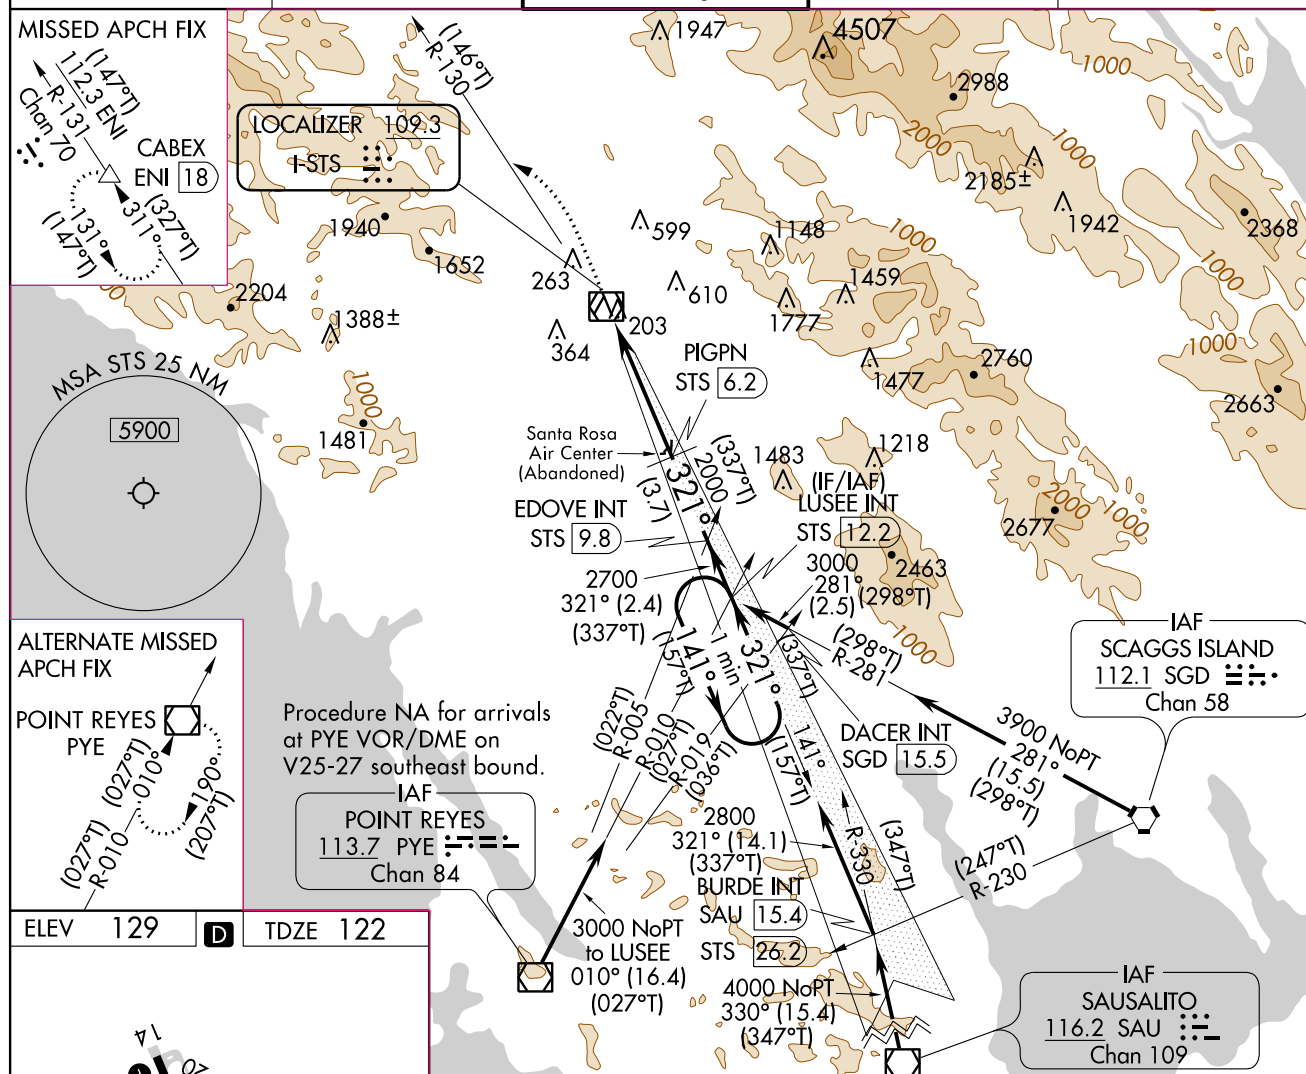 MISSED APCH FIX
(147°T)
112.3 ENI
R-131
Chan 70
CABEX
ENI 18
311°
(327°T)
131°
(147°T)
(146°T)
R-130
LOCALIZER 109.3
I-STS
1947
4507
2988
1000
2000
1000
2185±
1942
2368
1940
1652
599
1148
1000
263
1459
610
1777
203
2204
1388±
364
1000
1000
2760
1477
2663
MSA STS 25 NM
5900
1000
1481
PIGPN
STS 6.2
Santa Rosa
Air Center
(Abandoned)
1483
1218
(337°T)
2000
321°
(3.7)
(IF/IAF)
LUSEE INT
STS 12.2
EDOVE INT
STS 9.8
2677
2000
1000
2463
2700
321° (2.4)
(337°T)
3000
281°
(2.5)
(298°T)
1000
(298°T)
R-281
1 min
141°
(157°T)
321°
(337°T)
IAF
SCAGGS ISLAND
112.1 SGD
Chan 58
ALTERNATE MISSED
APCH FIX
POINT REYES
PYE
(027°T)
010°
190°
(207°T)
(027°T)
R-010
Procedure NA for arrivals
at PYE VOR/DME on
V25-27 southeast bound.
(022°T)
R-005
R-010
(027°T)
R-019
(036°T)
141°
(157°T)
DACER INT
SGD 15.5
3900 NoPT
281°
(15.5)
(298°T)
IAF
POINT REYES
113.7 PYE
Chan 84
2800
321° (14.1)
(337°T)
R-330
(347°T)
(247°T)
R-230
BURDE INT
SAU 15.4
STS 26.2
3000 NoPT
to LUSEE
010° (16.4)
(027°T)
4000 NoPT
330° (15.4)
(347°T)
IAF
SAUSALITO
116.2 SAU
Chan 109
ELEV 129 D TDZE 122
14
20